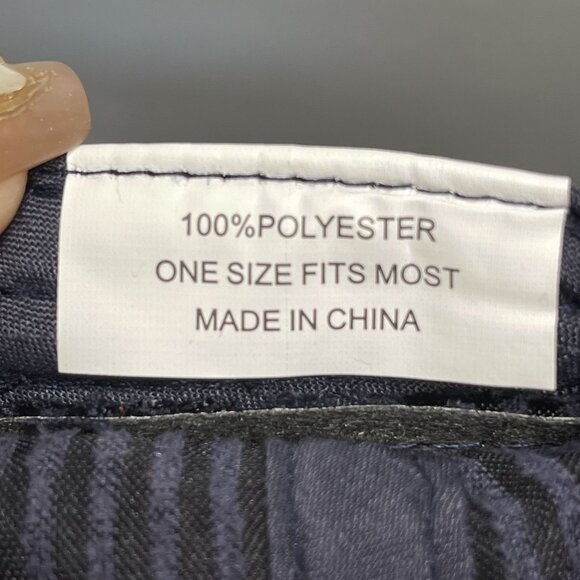 100%POLYESTER
ONE SIZE FITS MOST
MADE IN CHINA